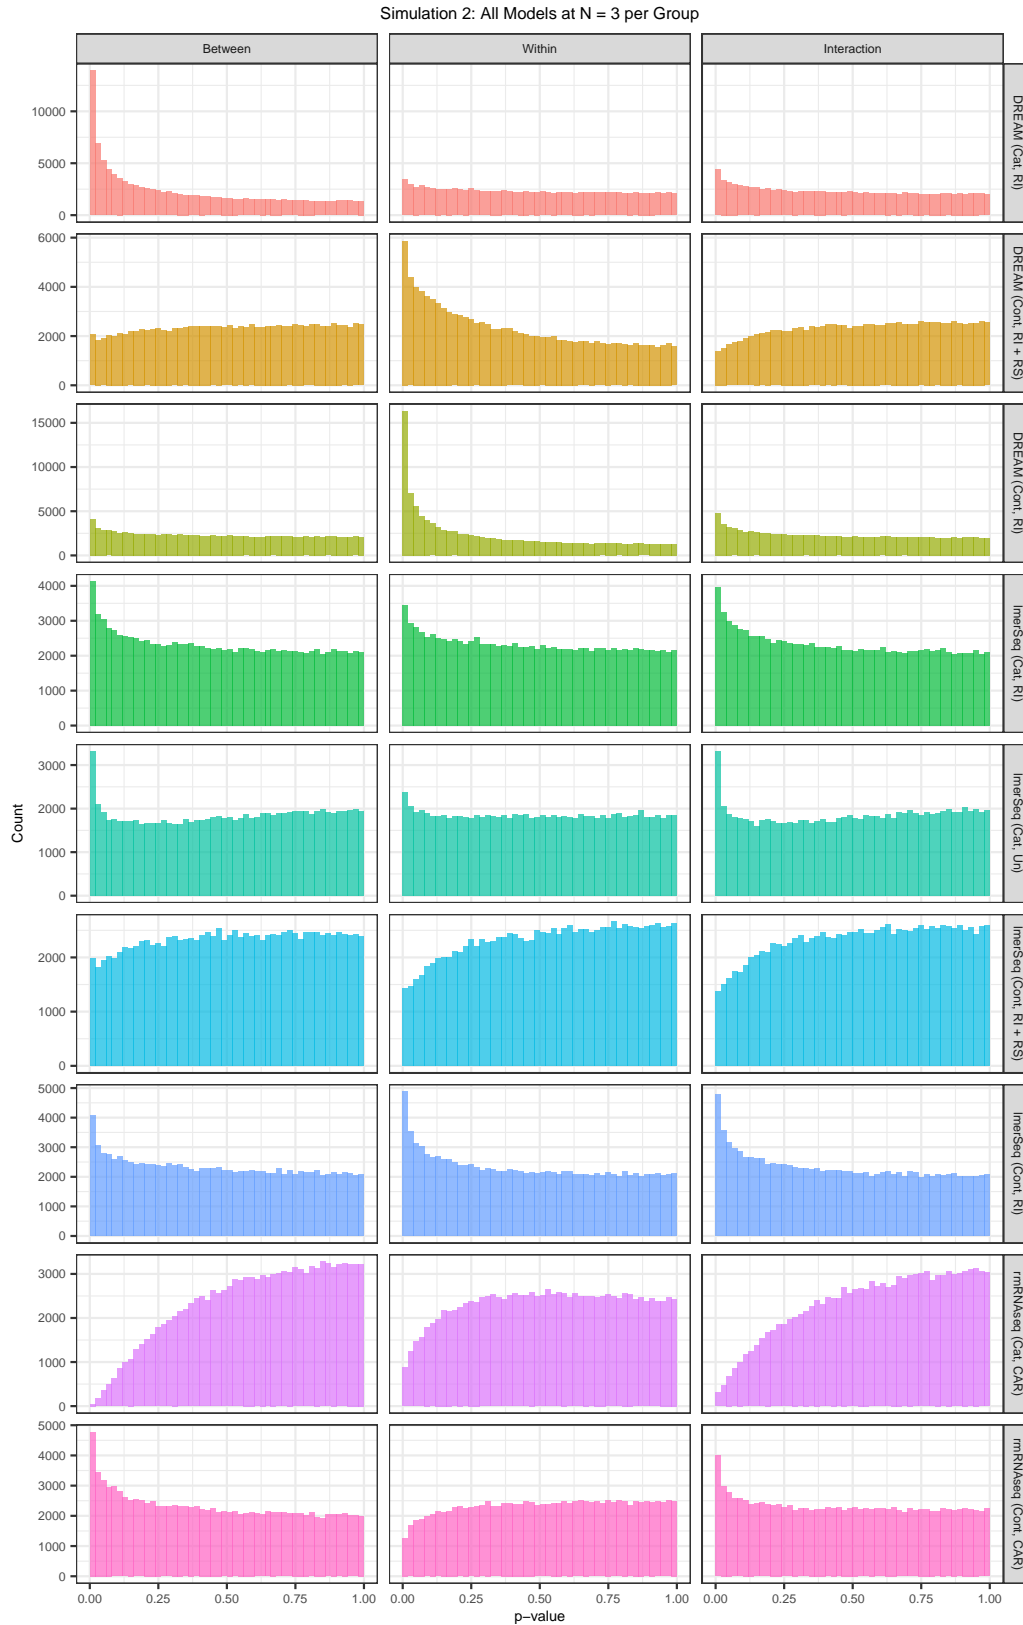 Simulation 2: All Models at N = 3 per Group
Between
Within
Interaction
DREAM (Cat, RI)
10000
5000
0
DREAM (Cont, RI + RS)
6000
4000
2000
0
DREAM (Cont, RI)
15000
10000
5000
0
lmerSeq (Cat, RI)
4000
3000
2000
1000
0
lmerSeq (Cat, Un)
3000
2000
1000
0
lmerSeq (Cont, RI + RS)
2000
1000
0
lmerSeq (Cont, RI)
5000
4000
3000
2000
1000
0
rmRNAseq (Cat, CAR)
3000
2000
1000
0
rmRNAseq (Cont, CAR)
5000
4000
3000
2000
1000
0
Count
0.00 0.25 0.50 0.75 1.00 0.00 0.25 0.50 0.75 1.00 0.00 0.25 0.50 0.75 1.00
p−value